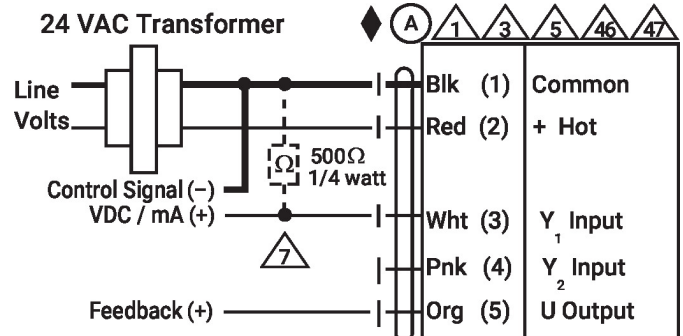 24 VAC Transformer
A 1 3 5 46 47
Line
Volts
Blk (1) Common
Red (2) + Hot
Ω 500Ω
1/4 watt
Control Signal (−)
VDC / mA (+)
Wht (3) Y1 Input
7
Pnk (4) Y2 Input
Feedback (+)
Org (5) U Output